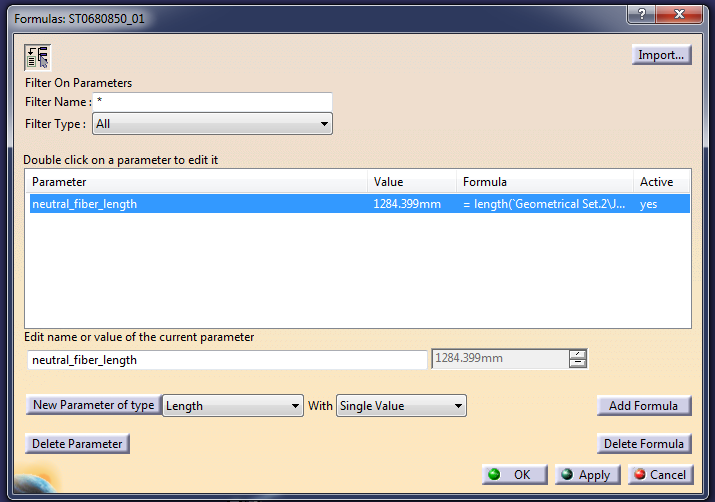 Formulas: ST0680850_01
?
X
Import...
Filter On Parameters
Filter Name : *
Filter Type : All
Double click on a parameter to edit it
Parameter Value Formula Active
neutral_fiber_length 1284.399mm = length(`Geometrical Set.2\J... yes
Edit name or value of the current parameter
neutral_fiber_length 1284.399mm
New Parameter of type Length With Single Value Add Formula
Delete Parameter Delete Formula
OK Apply Cancel